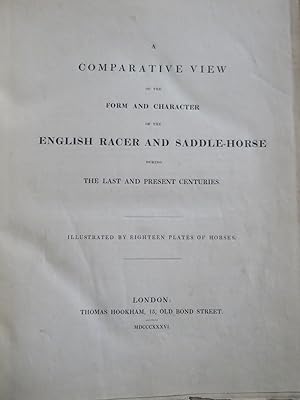 A
COMPARATIVE VIEW
OF THE
FORM AND CHARACTER
OF THE
ENGLISH RACER AND SADDLE-HORSE
DURING
THE LAST AND PRESENT CENTURIES.
ILLUSTRATED BY EIGHTEEN PLATES OF HORSES.
LONDON:
THOMAS HOOKHAM, 15, OLD BOND STREET.
MDCCCXXXVI.